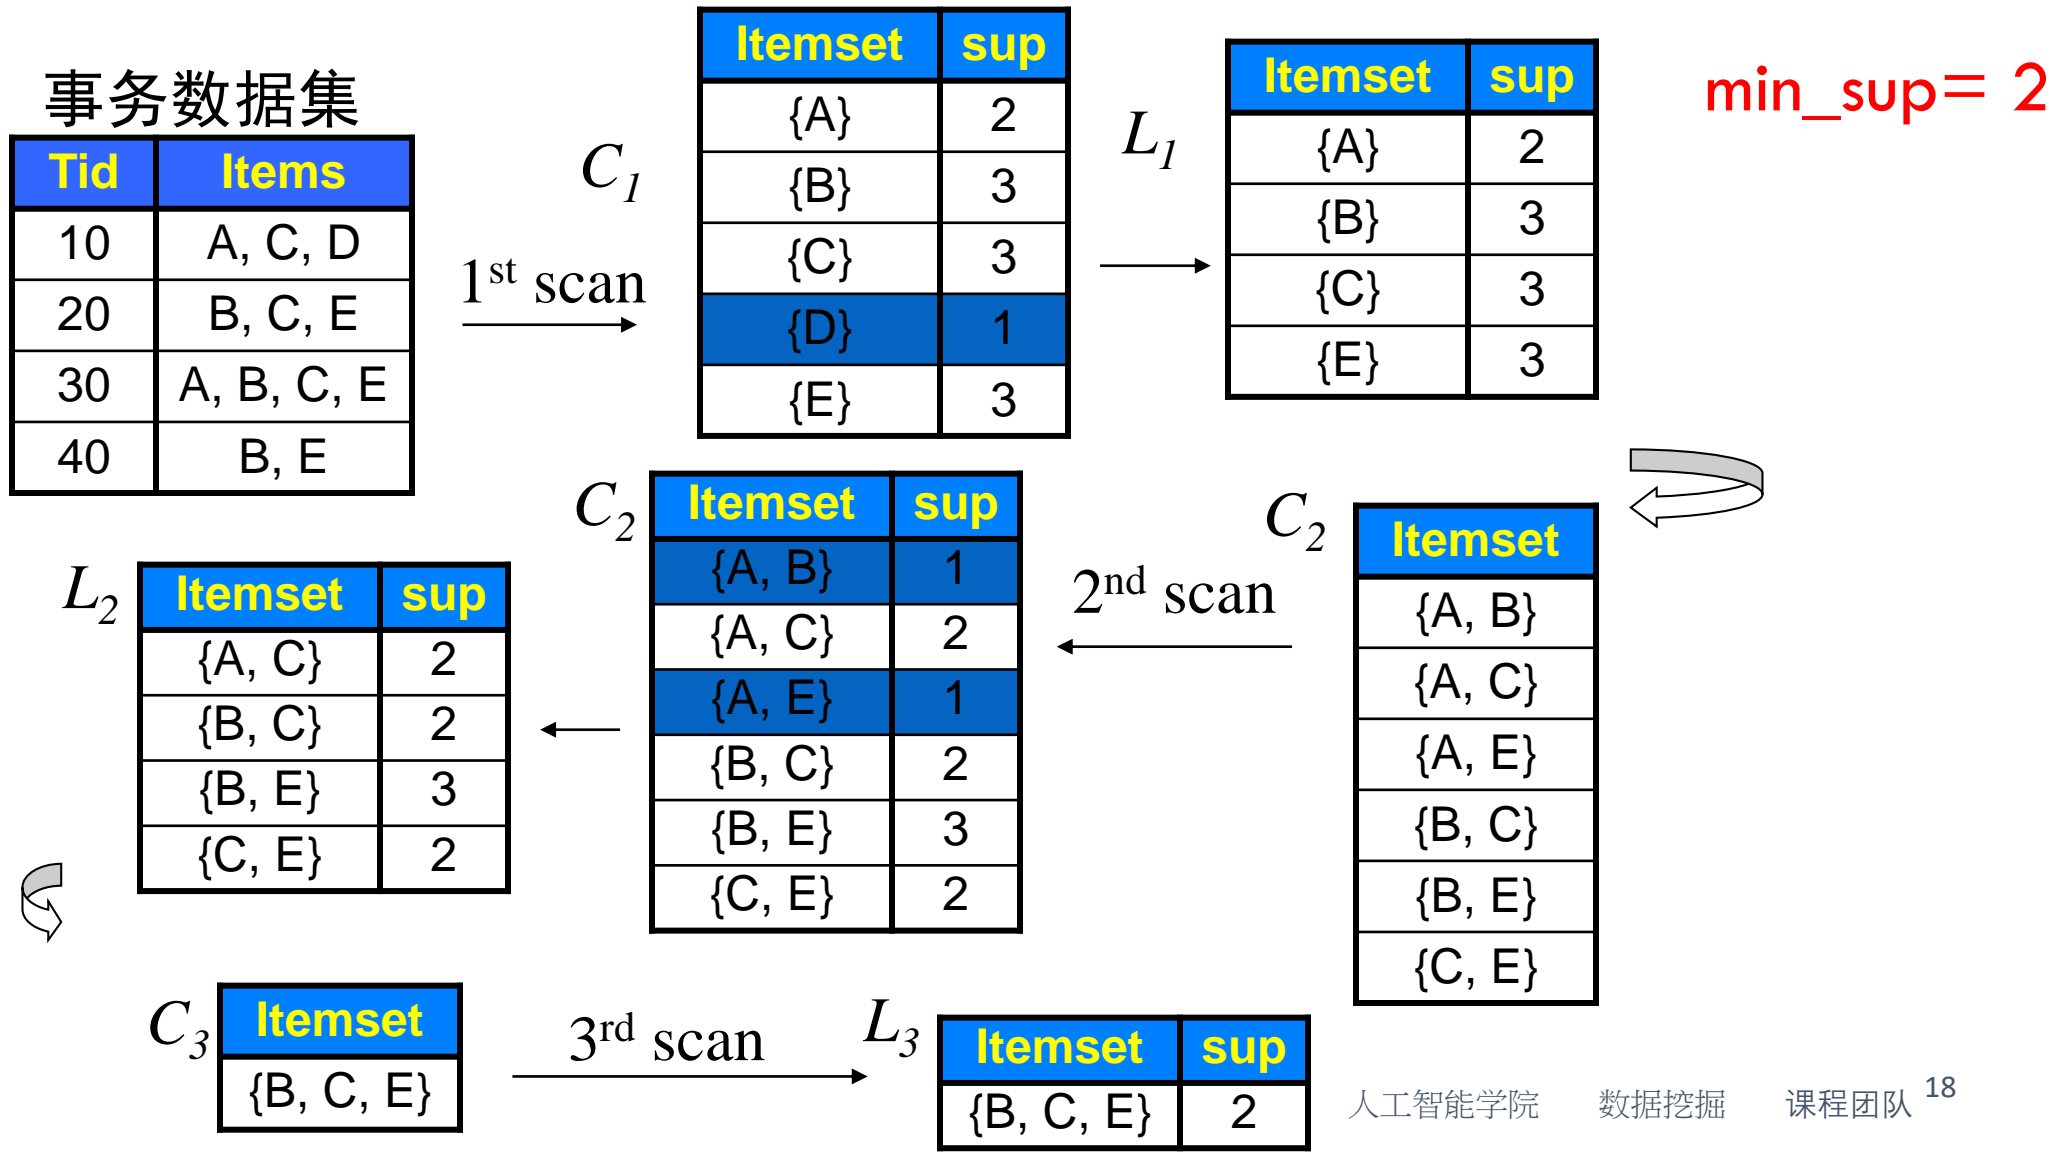 事务数据集
Tid Items
10 A, C, D
20 B, C, E
30 A, B, C, E
40 B, E
1st scan
C1
Itemset sup
{A} 2
{B} 3
{C} 3
{D} 1
{E} 3
L1
Itemset sup
{A} 2
{B} 3
{C} 3
{E} 3
min_sup= 2
C2
Itemset
{A, B}
{A, C}
{A, E}
{B, C}
{B, E}
{C, E}
2nd scan
C2
Itemset sup
{A, B} 1
{A, C} 2
{A, E} 1
{B, C} 2
{B, E} 3
{C, E} 2
L2
Itemset sup
{A, C} 2
{B, C} 2
{B, E} 3
{C, E} 2
C3
Itemset
{B, C, E}
3rd scan
L3
Itemset sup
{B, C, E} 2
人工智能学院 数据挖掘 课程团队 18